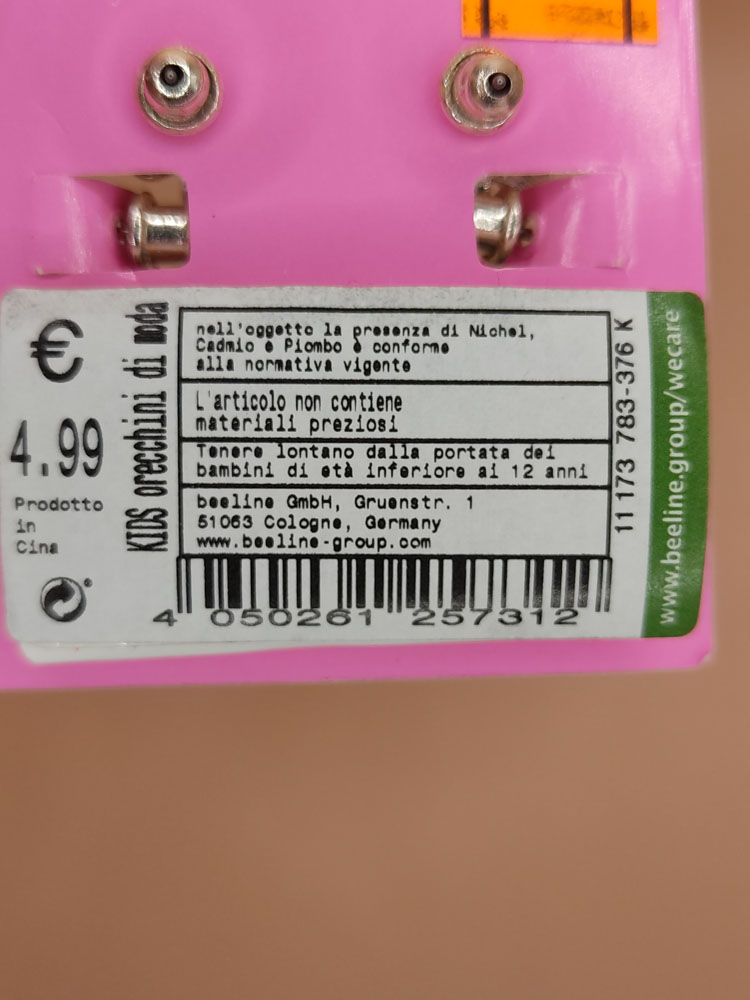 €
4.99
Prodotto
in
Cina
KIDS orecchini di moda
nell'oggetto la presenza di Nichel,
Cadmio e Piombo è conforme
alla normativa vigente
L'articolo non contiene
materiali preziosi
Tenere lontano dalla portata dei
bambini di età inferiore ai 12 anni
beeline GmbH, Gruenstr. 1
51063 Cologne, Germany
www.beeline-group.com
4 050261 257312
11 173 783-376 K
www.beeline.group/wecare